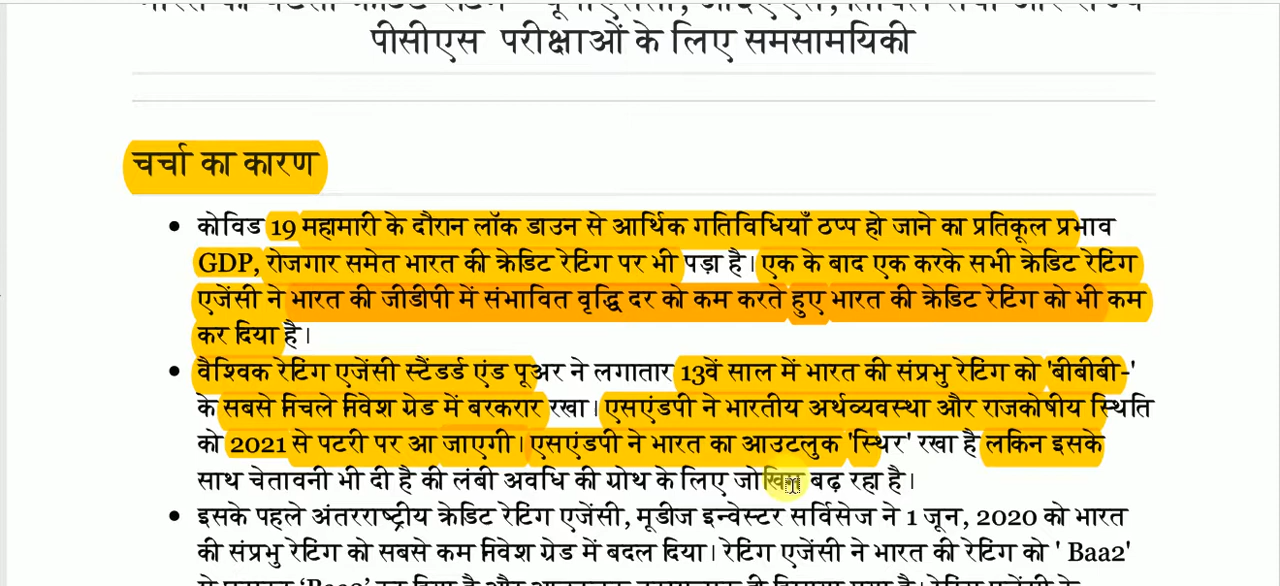 पीसीएस परीक्षाओं के लिए समसामयिकी
चर्चा का कारण
• कोविड 19 महामारी के दौरान लॉक डाउन से आर्थिक गतिविधियाँ ठप्प हो जाने का प्रतिकूल प्रभाव
GDP, रोजगार समेत भारत की क्रेडिट रेटिंग पर भी पड़ा है। एक के बाद एक करके सभी क्रेडिट रेटिंग
एजेंसी ने भारत की जीडीपी में संभावित वृद्धि दर को कम करते हुए भारत की क्रेडिट रेटिंग को भी कम
कर दिया है।
• वैश्विक रेटिंग एजेंसी स्टैंडर्ड एंड पूअर ने लगातार 13वें साल में भारत की संप्रभु रेटिंग को 'बीबीबी-'
के सबसे निचले निवेश ग्रेड में बरकरार रखा। एसएंडपी ने भारतीय अर्थव्यवस्था और राजकोषीय स्थिति
को 2021 से पटरी पर आ जाएगी। एसएंडपी ने भारत का आउटलुक 'स्थिर' रखा है लकिन इसके
साथ चेतावनी भी दी है की लंबी अवधि की ग्रोथ के लिए जोखिम बढ़ रहा है।
• इसके पहले अंतरराष्ट्रीय क्रेडिट रेटिंग एजेंसी, मूडीज इन्वेस्टर सर्विसेज ने 1 जून, 2020 को भारत
की संप्रभु रेटिंग को सबसे कम निवेश ग्रेड में बदल दिया। रेटिंग एजेंसी ने भारत की रेटिंग को ' Baa2'